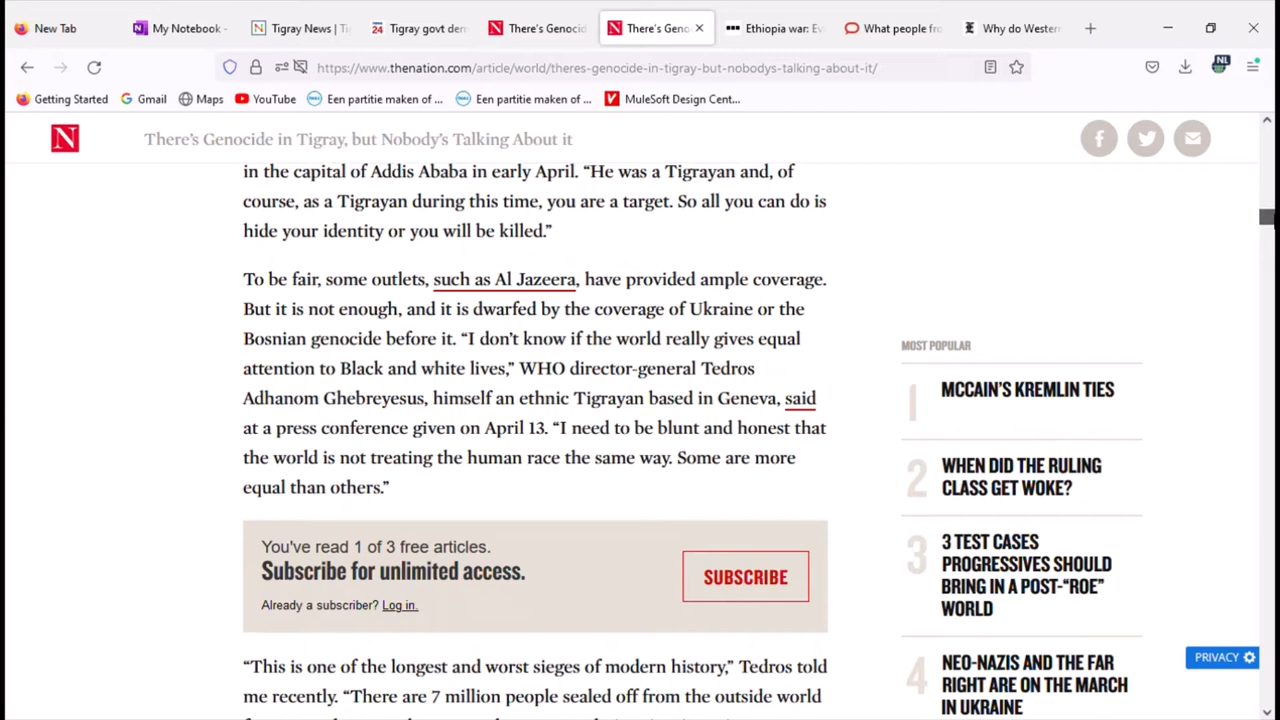 New Tab
My Notebook -
Tigray News | Ti
24 Tigray govt dem
There's Genocid
There's Geno
Ethiopia war: Ev
What people fro
Why do Western
https://www.thenation.com/article/world/theres-genocide-in-tigray-but-nobodys-talking-about-it/
NL
Getting Started
Gmail
Maps
YouTube
Een partitie maken of ...
Een partitie maken of ...
MuleSoft Design Cent...
N
There's Genocide in Tigray, but Nobody's Talking About it
in the capital of Addis Ababa in early April. “He was a Tigrayan and, of
course, as a Tigrayan during this time, you are a target. So all you can do is
hide your identity or you will be killed.”
To be fair, some outlets, such as Al Jazeera, have provided ample coverage.
But it is not enough, and it is dwarfed by the coverage of Ukraine or the
Bosnian genocide before it. “I don’t know if the world really gives equal
attention to Black and white lives,” WHO director-general Tedros
Adhanom Ghebreyesus, himself an ethnic Tigrayan based in Geneva, said
at a press conference given on April 13. “I need to be blunt and honest that
the world is not treating the human race the same way. Some are more
equal than others.”
You've read 1 of 3 free articles.
Subscribe for unlimited access.
Already a subscriber? Log in.
SUBSCRIBE
“This is one of the longest and worst sieges of modern history,” Tedros told
me recently. “There are 7 million people sealed off from the outside world
MOST POPULAR
1 MCCAIN'S KREMLIN TIES
2 WHEN DID THE RULING
CLASS GET WOKE?
3 3 TEST CASES
PROGRESSIVES SHOULD
BRING IN A POST-“ROE”
WORLD
4 NEO-NAZIS AND THE FAR
RIGHT ARE ON THE MARCH
IN UKRAINE
PRIVACY